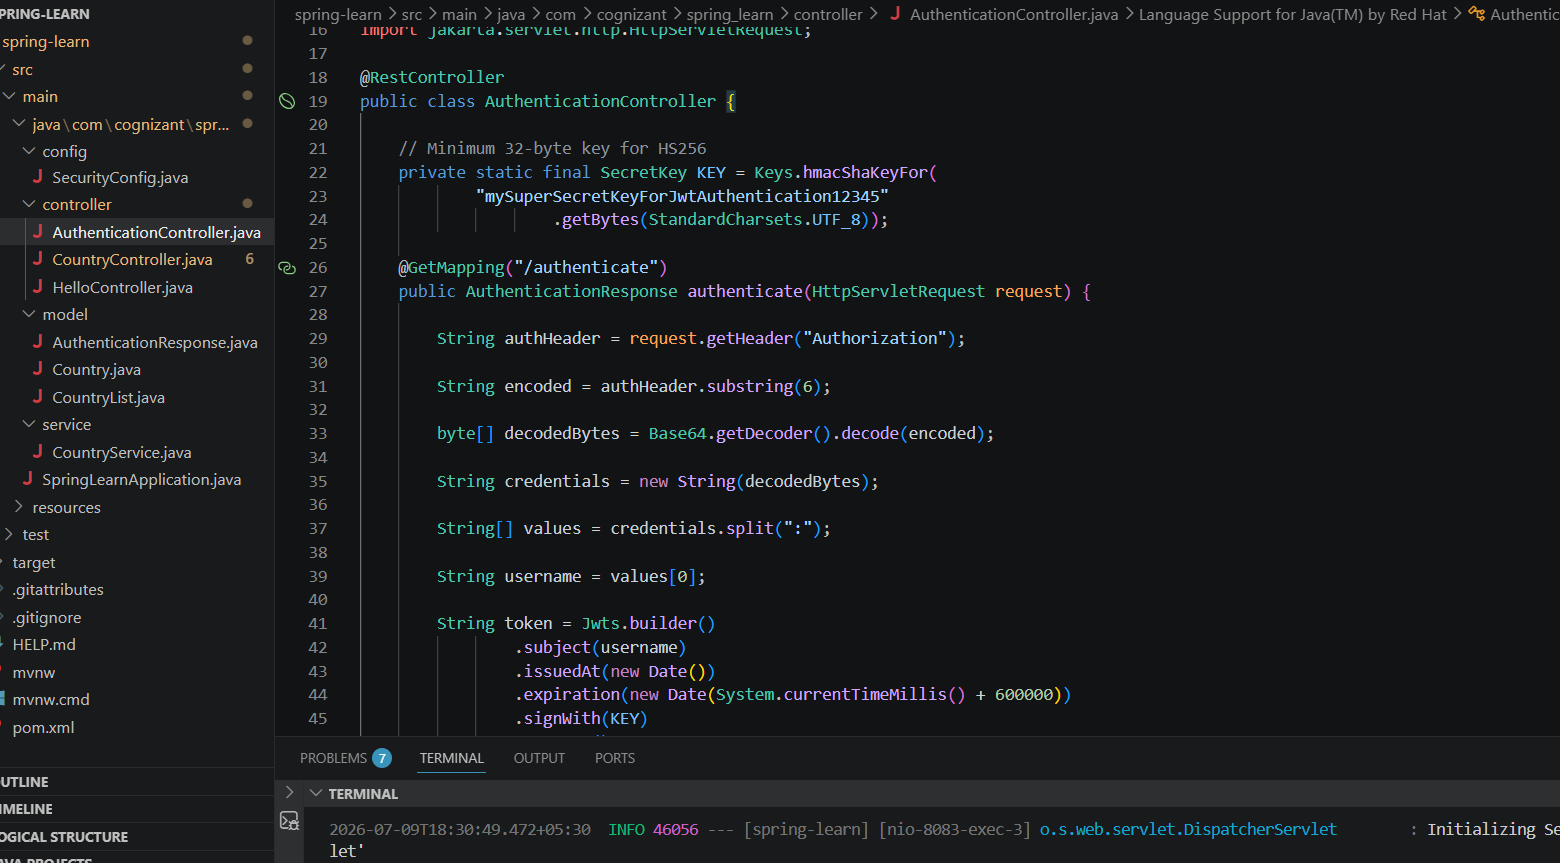 PRING-LEARN
spring-learn
src
main
java\com\cognizant\spr...
config
SecurityConfig.java
controller
AuthenticationController.java
CountryController.java 6
HelloController.java
model
AuthenticationResponse.java
Country.java
CountryList.java
service
CountryService.java
SpringLearnApplication.java
resources
test
target
.gitattributes
.gitignore
HELP.md
mvnw
mvnw.cmd
pom.xml
UTLINE
IMELINE
OGICAL STRUCTURE
AVA PROJECTS
spring-learn > src > main > java > com > cognizant > spring_learn > controller > AuthenticationController.java > Language Support for Java(TM) by Red Hat > Authentic
16 import jakarta.servlet.http.HttpServletRequest;
17
18 @RestController
19 public class AuthenticationController {
20
21 // Minimum 32-byte key for HS256
22 private static final SecretKey KEY = Keys.hmacShaKeyFor(
23 "mySuperSecretKeyForJwtAuthentication12345"
24 .getBytes(StandardCharsets.UTF_8));
25
26 @GetMapping("/authenticate")
27 public AuthenticationResponse authenticate(HttpServletRequest request) {
28
29 String authHeader = request.getHeader("Authorization");
30
31 String encoded = authHeader.substring(6);
32
33 byte[] decodedBytes = Base64.getDecoder().decode(encoded);
34
35 String credentials = new String(decodedBytes);
36
37 String[] values = credentials.split(":");
38
39 String username = values[0];
40
41 String token = Jwts.builder()
42 .subject(username)
43 .issuedAt(new Date())
44 .expiration(new Date(System.currentTimeMillis() + 600000))
45 .signWith(KEY)
PROBLEMS 7 TERMINAL OUTPUT PORTS
TERMINAL
2026-07-09T18:30:49.472+05:30 INFO 46056 --- [spring-learn] [nio-8083-exec-3] o.s.web.servlet.DispatcherServlet : Initializing Se
let'